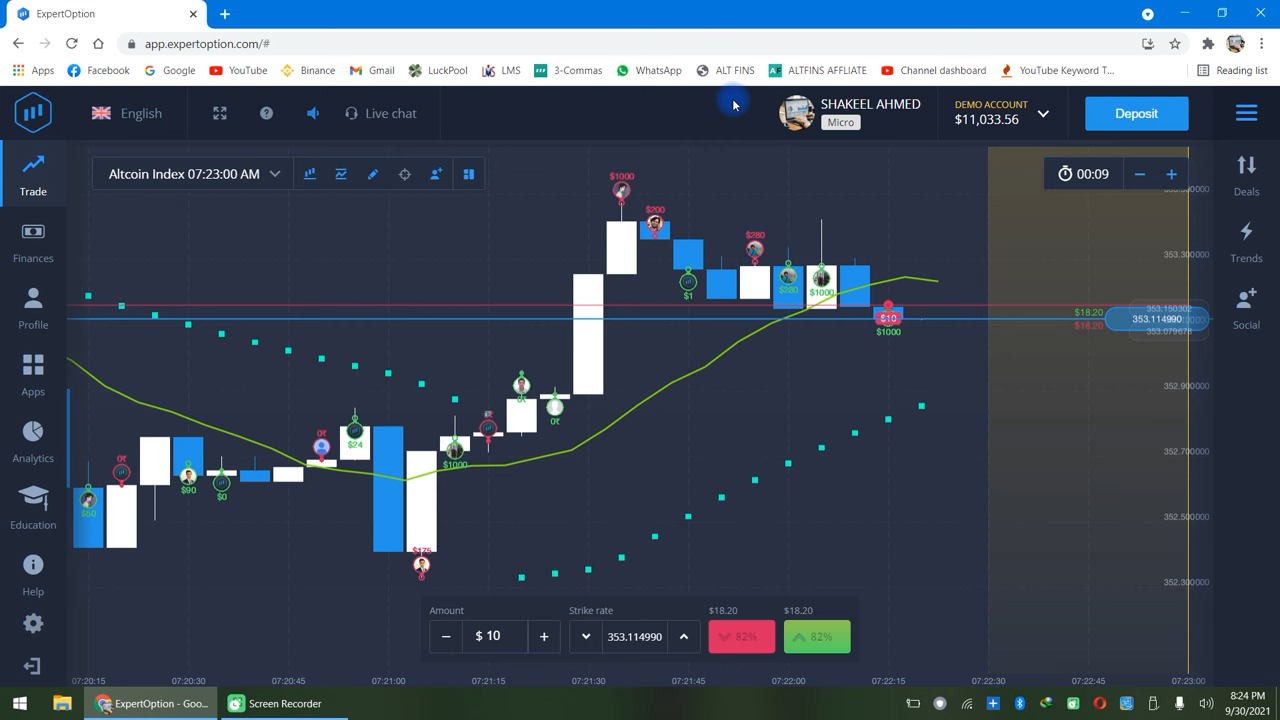 ExpertOption
app.expertoption.com/#
Apps
Facebook
Google
YouTube
Binance
Gmail
LuckPool
LMS
3-Commas
WhatsApp
ALT FINS
ALTFINS AFFLIATE
Channel dashboard
YouTube Keyword T...
Reading list
English
Live chat
SHAKEEL AHMED
Micro
DEMO ACCOUNT
$11,033.56
Deposit
Trade
Finances
Profile
Apps
Analytics
Education
Help
Altcoin Index 07:23:00 AM
00:09
Deals
Trends
Social
$1000
$200
$280
$1
$280
$1000
$10
$1000
$24
$1000
$90
$0
$50
$175
353.300000
$18.20
$18.20
353.150302
353.114990
353.079678
352.900000
352.700000
352.500000
352.300000
Amount
$ 10
Strike rate
353.114990
$18.20
82%
$18.20
82%
07:20:15
07:20:30
07:20:45
07:21:00
07:21:15
07:21:30
07:21:45
07:22:00
07:22:15
07:22:30
07:22:45
07:23:00
ExpertOption - Goo...
Screen Recorder
8:24 PM
9/30/2021